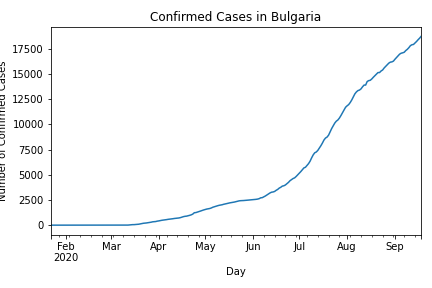 Confirmed Cases in Bulgaria
Number of Confirmed Cases
17500
15000
12500
10000
7500
5000
2500
0
Feb Mar Apr May Jun Jul Aug Sep
2020
Day